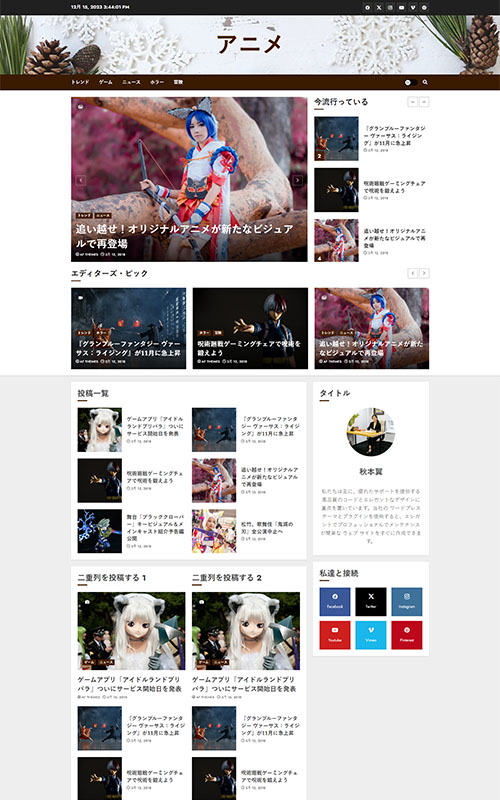 12月 15, 2023 3:44:01 PM
アニメ
トレンド ゲーム ニュース ホラー 冒険
トレンド ニュース
追い越せ！オリジナルアニメが新たなビジュア
ルで再登場
AF THEMES 2月 12, 2018
今流行っている
2
『グランブルーファンタジ
ー ヴァーサス：ライジン
グ』が11月に急上昇
2月 12, 2018
呪術廻戦ゲーミングチェア
で呪術を鍛えよう
2月 12, 2018
4
追い越せ！オリジナルアニ
メが新たなビジュアルで再
登場
2月 12, 2018
エディターズ・ピック
トレンド ホラー
『グランブルーファンタジー ヴァー
サス：ライジング』が11月に急上昇
AF THEMES 2月 12, 2018
ホラー 冒険
呪術廻戦ゲーミングチェアで呪術を
鍛えよう
AF THEMES 2月 12, 2018
トレンド ニュース
追い越せ！オリジナルアニメが新た
なビジュアルで再登場
AF THEMES 2月 12, 2018
投稿一覧
ゲームアプリ『アイドル
ランドプリパラ』ついに
サービス開始日を発表
2月 12, 2018
『グランブルーファンタ
ジー ヴァーサス：ライジ
ング』が11月に急上昇
2月 12, 2018
呪術廻戦ゲーミングチェ
アで呪術を鍛えよう
2月 12, 2018
追い越せ！オリジナルア
ニメが新たなビジュアル
で再登場
2月 12, 2018
舞台「ブラッククローバ
ー」キービジュアル＆メ
インキャスト紹介予告編
公開
2月 12, 2018
松竹、歌舞伎「鬼滅の
刃」全公演中止へ
2月 12, 2018
タイトル
秋本翼
私たちは主に、優れたサポートを提供する
高品質のコードとエレガントなデザインに
重点を置いています。当社の ワードプレス
テーマとプラグインを使用すると、エレガ
ントでプロフェッショナルでメンテナンス
が簡単な ウェブ サイトをすぐに作成できま
す。
私達と接続
Facebook Twitter Instagram
Youtube Vimeo Pinterest
二重列を投稿する 1
ゲーム ニュース
ゲームアプリ『アイドルランドプリ
パラ』ついにサービス開始日を発表
AF THEMES 2月 12, 2018
『グランブルーファンタ
ジー ヴァーサス：ライジ
ング』が11月に急上昇
2月 12, 2018
呪術廻戦ゲーミングチェ
アで呪術を鍛えよう
2月 12, 2018
二重列を投稿する 2
ゲーム ニュース
ゲームアプリ『アイドルランドプリ
パラ』ついにサービス開始日を発表
AF THEMES 2月 12, 2018
『グランブルーファンタ
ジー ヴァーサス：ライジ
ング』が11月に急上昇
2月 12, 2018
呪術廻戦ゲーミングチェ
アで呪術を鍛えよう
2月 12, 2018